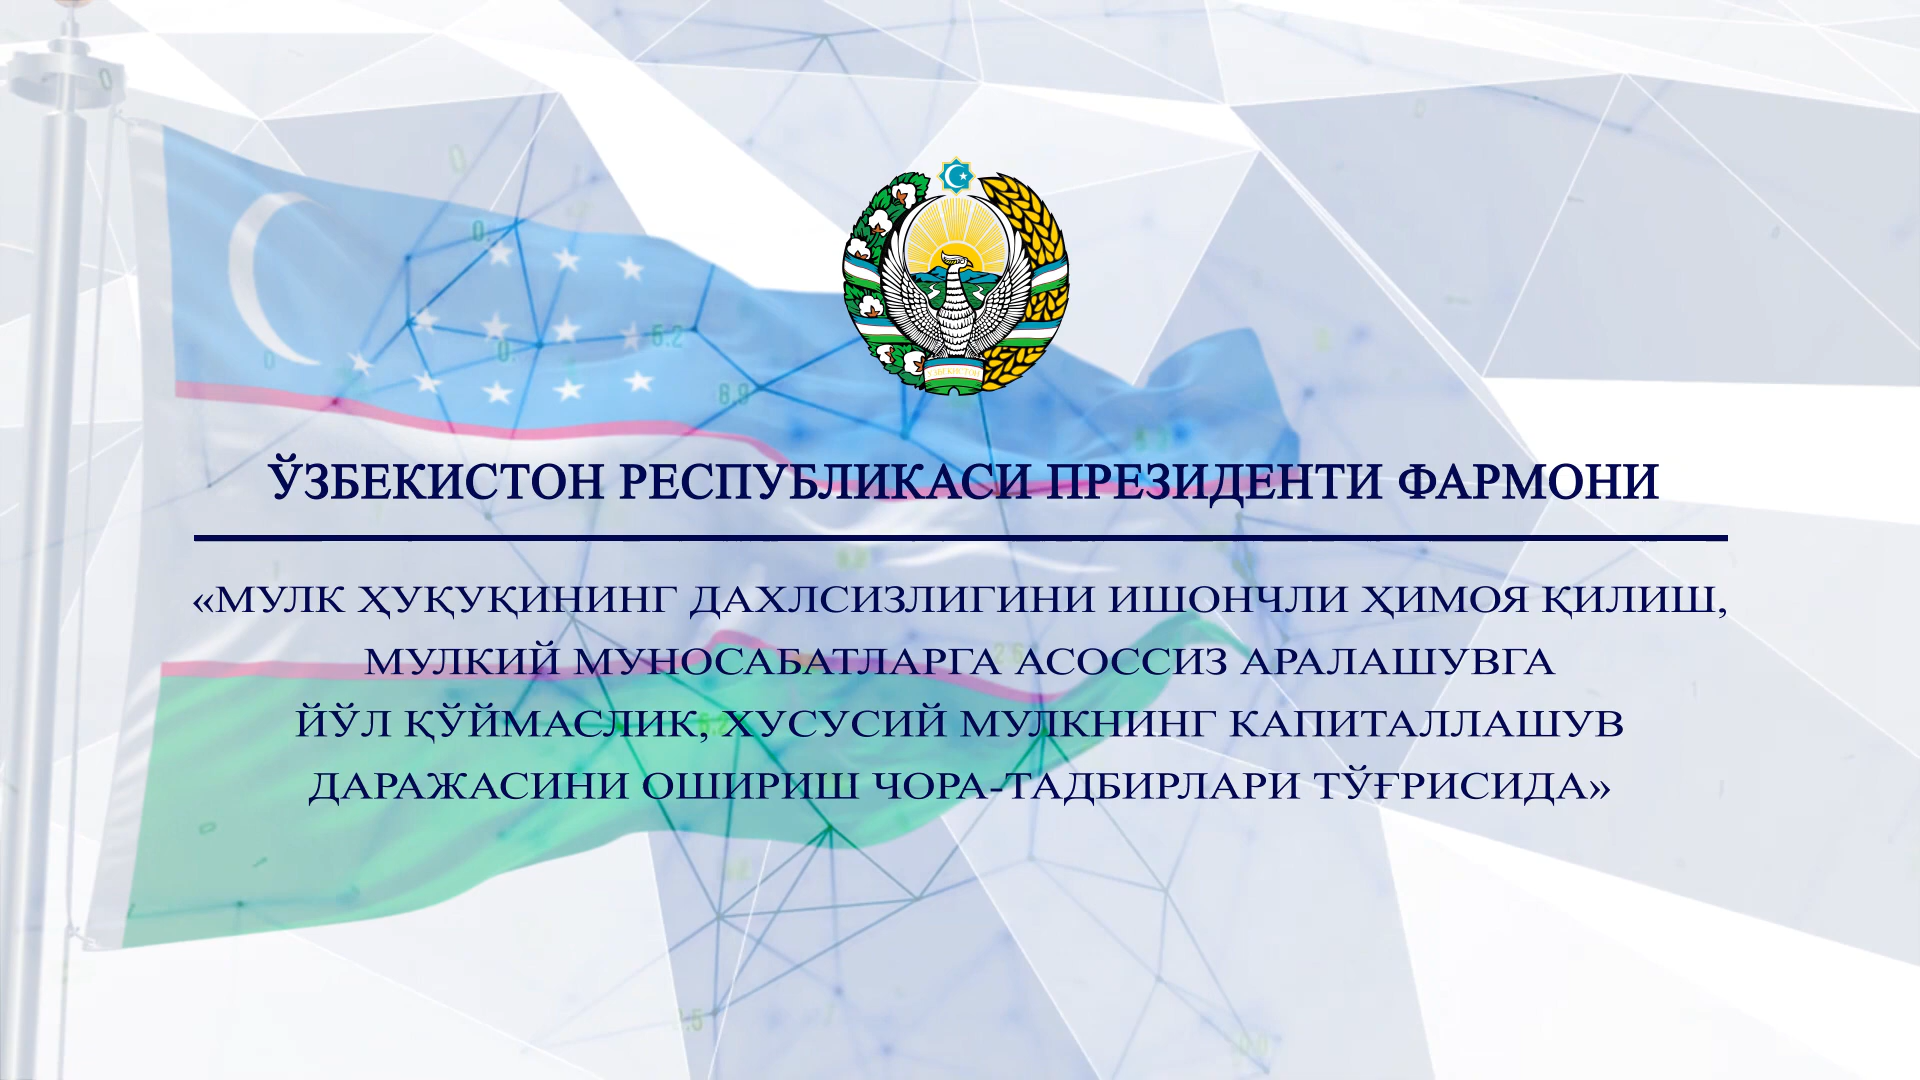 ЎЗБЕКИСТОН РЕСПУБЛИКАСИ ПРЕЗИДЕНТИ ФАРМОНИ
«МУЛК ҲУҚУҚИНИНГ ДАХЛСИЗЛИГИНИ ИШОНЧЛИ ҲИМОЯ ҚИЛИШ,
МУЛКИЙ МУНОСАБАТЛАРГА АСОССИЗ АРАЛАШУВГА
ЙЎЛ ҚЎЙМАСЛИК, ХУСУСИЙ МУЛКНИНГ КАПИТАЛЛАШУВ
ДАРАЖАСИНИ ОШИРИШ ЧОРА-ТАДБИРЛАРИ ТЎҒРИСИДА»